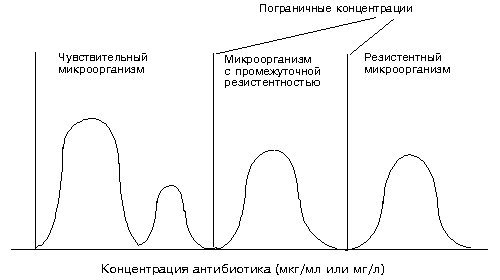 Пограничные концентрации
Чувствительный
микроорганизм
Микроорганизм
с промежуточной
резистентностью
Резистентный
микроорганизм
Концентрация антибиотика (мкг/мл или мг/л)